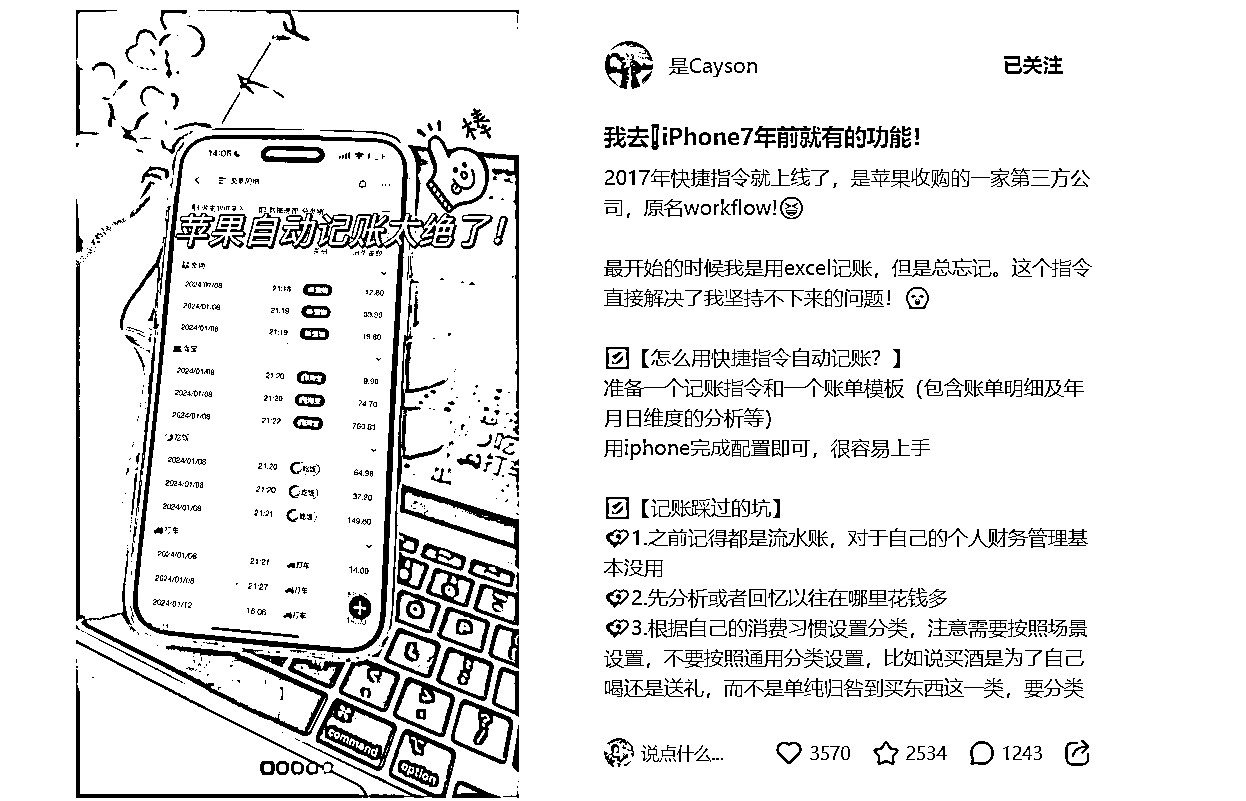 棒
14:05
苹果自动记账太绝了！
2024/01/08 21:18 12.80
2024/01/08 21:19
2024/01/08 21:19
2024/01/08 21:20 9.90
2024/01/08 21:20 74.70
2024/01/08 21:22
吃饭
2024/01/08 21:20 吃饭 64.98
2024/01/08 21:20 吃饭 37.20
2024/01/08 21:21 吃饭 149.60
打车
2024/01/08 21:21 打车 14.00
2024/01/08 21:27 打车
2024/01/12 16:06 打车
command
option
是Cayson
已关注
我去‼️iPhone7年前就有的功能！
2017年快捷指令就上线了，是苹果收购的一家第三方公
司，原名workflow!😆
最开始的时候我是用excel记账，但是总忘记。这个指令
直接解决了我坚持不下来的问题！😮
☑【怎么用快捷指令自动记账？】
准备一个记账指令和一个账单模板（包含账单明细及年
月日维度的分析等）
用iphone完成配置即可，很容易上手
☑【记账踩过的坑】
1.之前记得都是流水账，对于自己的个人财务管理基
本没用
2.先分析或者回忆以往在哪里花钱多
3.根据自己的消费习惯设置分类，注意需要按照场景
设置，不要按照通用分类设置，比如说买酒是为了自己
喝还是送礼，而不是单纯归咎到买东西这一类，要分类
说点什么... 3570 2534 1243